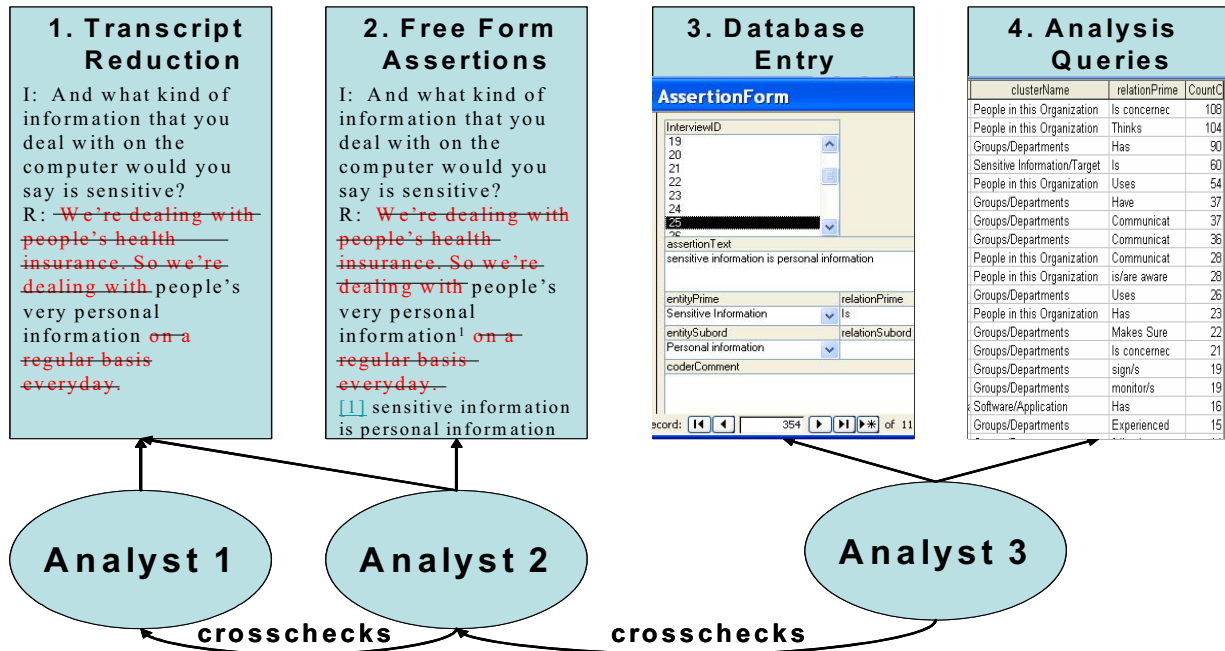 1. Transcript
Reduction
I: And what kind of
information that you
deal with on the
computer would you
say is sensitive?
R: We're dealing with
people's health
insurance. So we're
dealing with people's
very personal
information on a
regular basis
everyday.
2. Free Form
Assertions
I: And what kind of
information that you
deal with on the
computer would you
say is sensitive?
R: We're dealing with
people's health
insurance. So we're
dealing with people's
very personal
information¹ on a
regular basis
everyday.
[1] sensitive information
is personal information
3. Database
Entry
AssertionForm
InterviewID
19
20
21
22
23
24
25
26
assertionText
sensitive information is personal information
entityPrime relationPrime
Sensitive Information Is
entitySubord relationSubord
Personal information
coderComment
ecord: 354 of 11
4. Analysis
Queries
clusterName relationPrime CountC
People in this Organization Is concernec 108
People in this Organization Thinks 104
Groups/Departments Has 90
Sensitive Information/Target Is 60
People in this Organization Uses 54
Groups/Departments Have 37
Groups/Departments Communicat 37
Groups/Departments Communicat 36
People in this Organization Communicat 28
People in this Organization is/are aware 28
Groups/Departments Uses 26
People in this Organization Has 23
Groups/Departments Makes Sure 22
Groups/Departments Is concernec 21
Groups/Departments sign/s 19
Groups/Departments monitor/s 19
Software/Application Has 16
Groups/Departments Experienced 15
Analyst 1
Analyst 2
Analyst 3
crosschecks
crosschecks